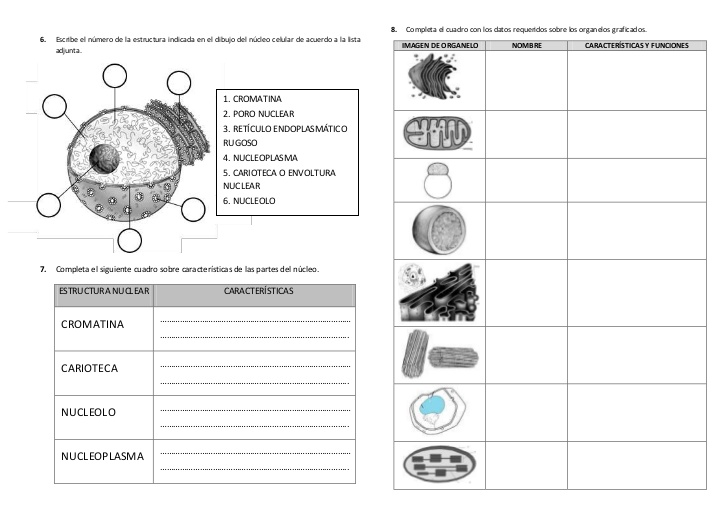 6. Escribe el número de la estructura indicada en el dibujo del núcleo celular de acuerdo a la lista
adjunta.
1. CROMATINA
2. PORO NUCLEAR
3. RETÍCULO ENDOPLASMÁTICO
RUGOSO
4. NUCLEOPLASMA
5. CARIOTECA O ENVOLTURA
NUCLEAR
6. NUCLEOLO
7. Completa el siguiente cuadro sobre características de las partes del núcleo.
ESTRUCTURA NUCLEAR CARACTERÍSTICAS
CROMATINA
CARIOTECA
NUCLEOLO
NUCLEOPLASMA
8. Completa el cuadro con los datos requeridos sobre los organelos graficados.
IMAGEN DE ORGANELO NOMBRE CARACTERÍSTICAS Y FUNCIONES